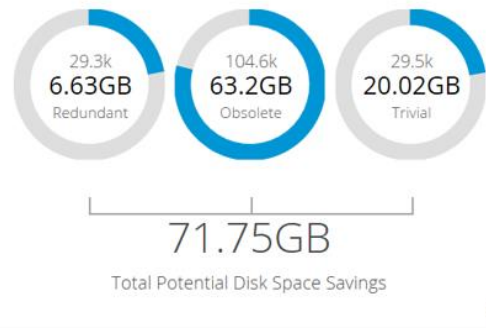 29.3k
6.63GB
Redundant
104.6k
63.2GB
Obsolete
29.5k
20.02GB
Trivial
71.75GB
Total Potential Disk Space Savings